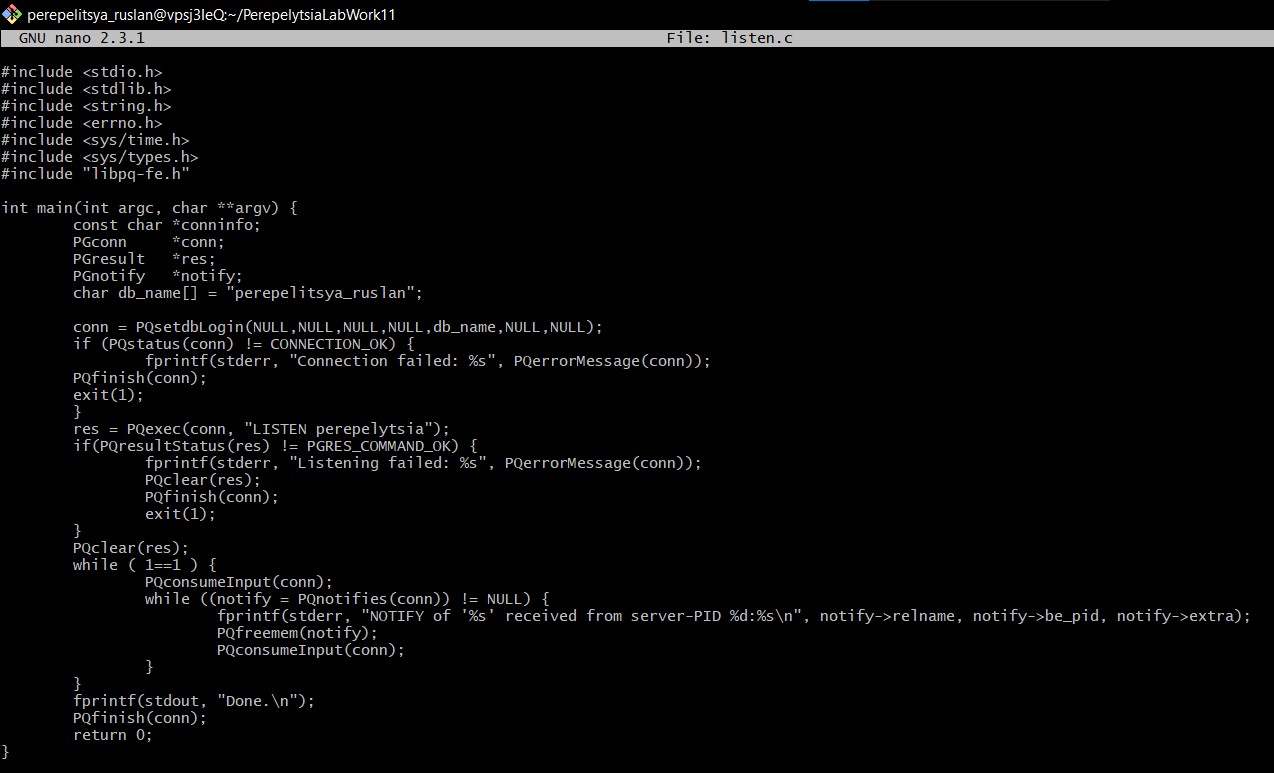 perepelitsya_ruslan@vpsj3IeQ:~/PerepelytsiaLabWork11
GNU nano 2.3.1 File: listen.c
#include <stdio.h>
#include <stdlib.h>
#include <string.h>
#include <errno.h>
#include <sys/time.h>
#include <sys/types.h>
#include "libpq-fe.h"
int main(int argc, char **argv) {
        const char *conninfo;
        PGconn     *conn;
        PGresult   *res;
        PGnotify   *notify;
        char db_name[] = "perepelitsya_ruslan";
        conn = PQsetdbLogin(NULL,NULL,NULL,NULL,db_name,NULL,NULL);
        if (PQstatus(conn) != CONNECTION_OK) {
                fprintf(stderr, "Connection failed: %s", PQerrorMessage(conn));
        PQfinish(conn);
        exit(1);
        }
        res = PQexec(conn, "LISTEN perepelytsia");
        if(PQresultStatus(res) != PGRES_COMMAND_OK) {
                fprintf(stderr, "Listening failed: %s", PQerrorMessage(conn));
                PQclear(res);
                PQfinish(conn);
                exit(1);
        }
        PQclear(res);
        while ( 1==1 ) {
                PQconsumeInput(conn);
                while ((notify = PQnotifies(conn)) != NULL) {
                        fprintf(stderr, "NOTIFY of '%s' received from server-PID %d:%s\n", notify->relname, notify->be_pid, notify->extra);
                        PQfreemem(notify);
                        PQconsumeInput(conn);
                }
        }
        fprintf(stdout, "Done.\n");
        PQfinish(conn);
        return 0;
}